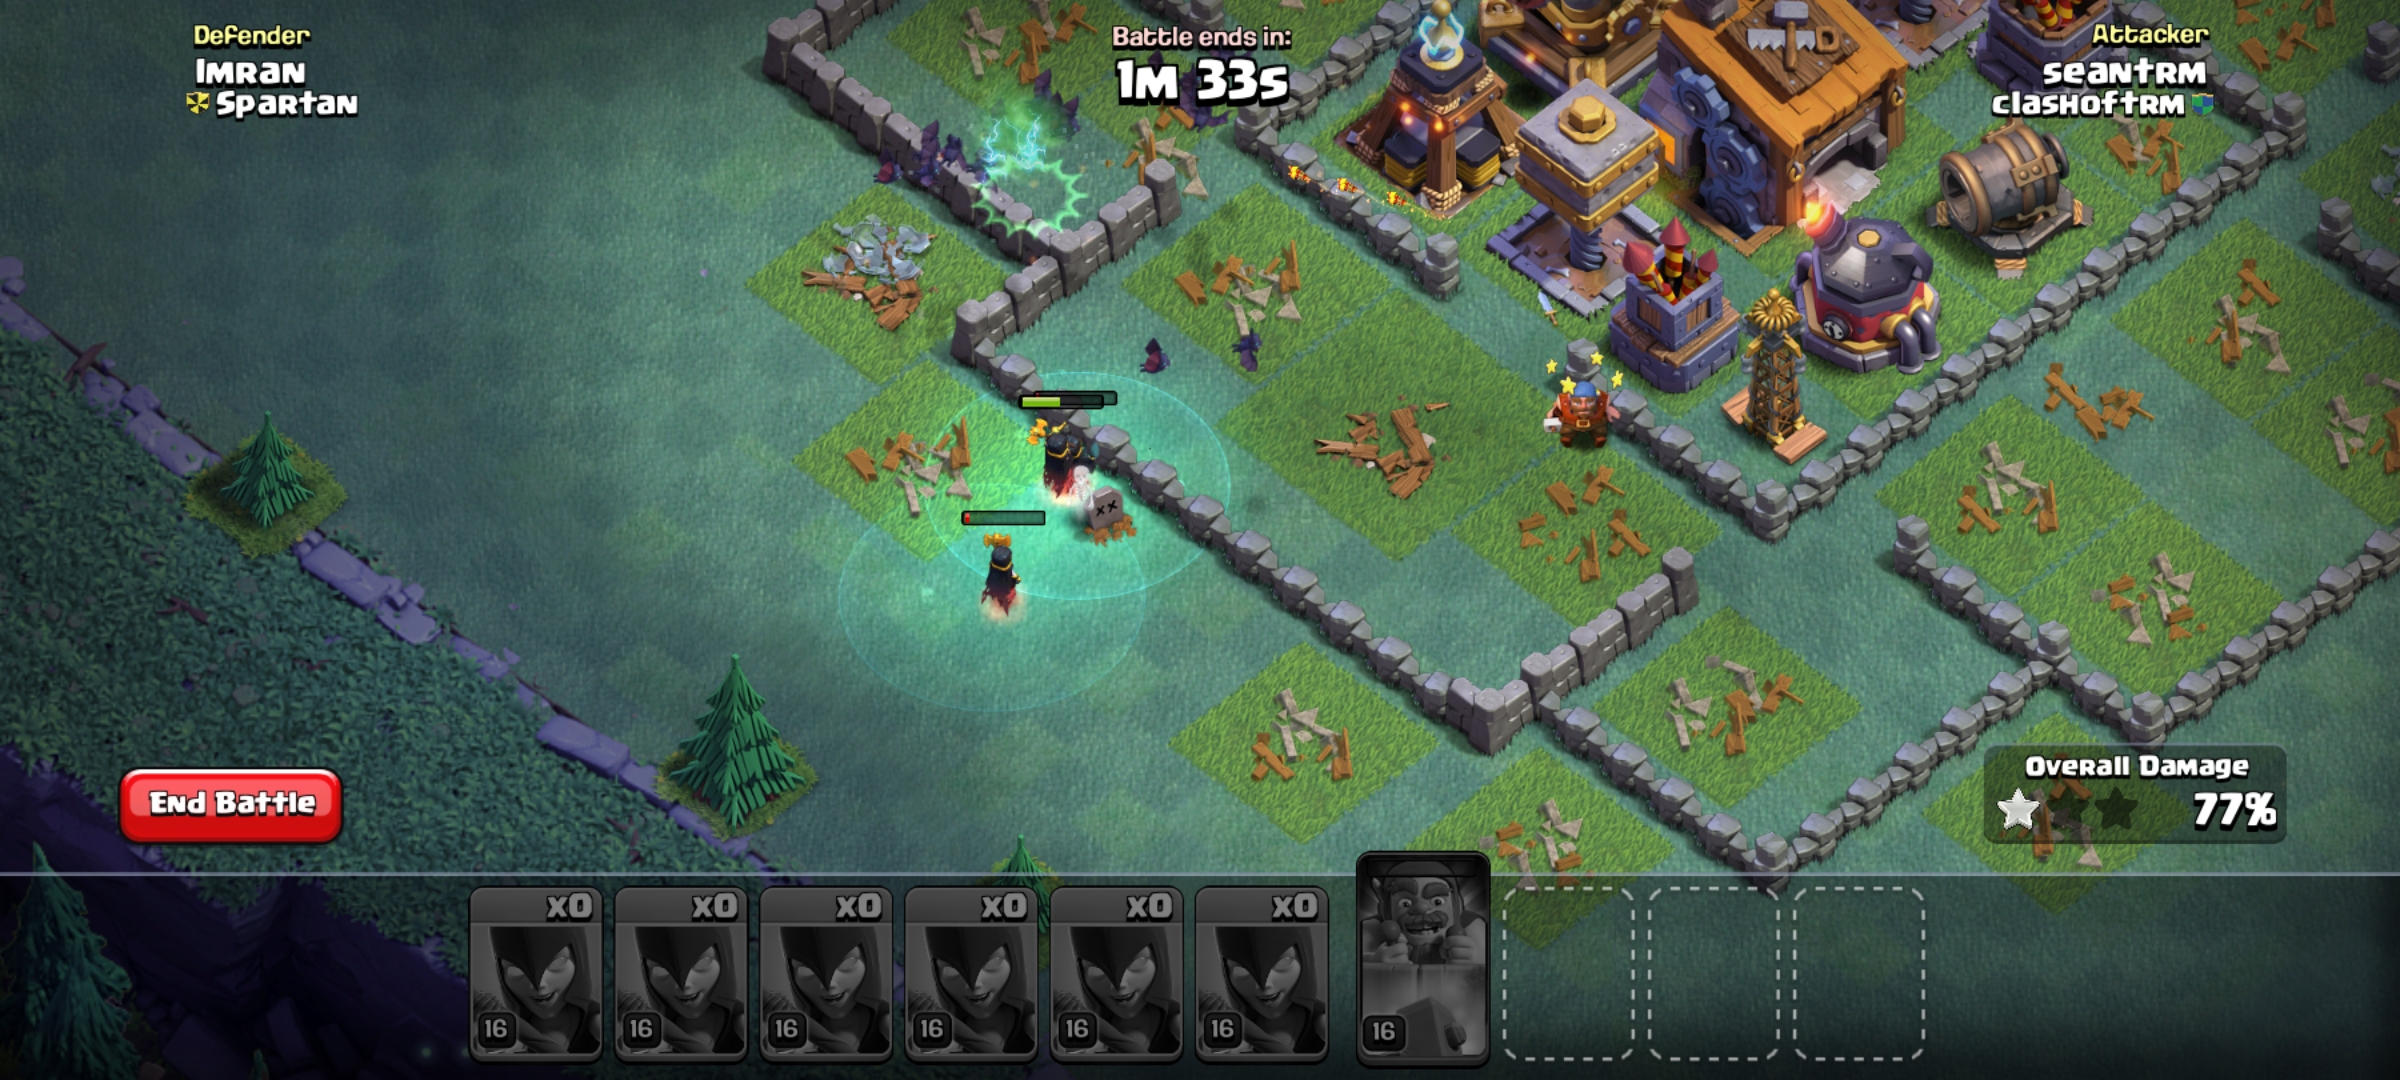 Defender
Imran
Spartan
Battle ends in:
1M 33s
Attacker
seantRM
clashoftRM
End Battle
Overall Damage
77%
x0 x0 x0 x0 x0 x0
16 16 16 16 16 16 16